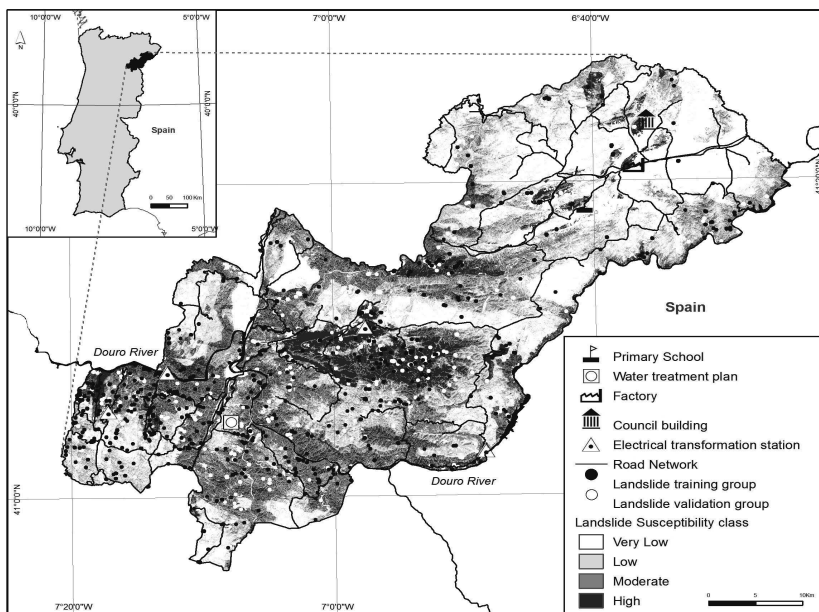 10°0'0"W
5°0'0"W
N
40°0'0"N
40°0'0"N
Spain
0 50 100 Km
10°0'0"W
5°0'0"W
7°0'0"W
6°40'0"W
41°20'0"N
Spain
Douro River
Douro River
41°0'0"N
7°20'0"W
7°0'0"W
Primary School
Water treatment plan
Factory
Council building
Electrical transformation station
Road Network
Landslide training group
Landslide validation group
Landslide Susceptibility class
Very Low
Low
Moderate
High
0 5 10Km